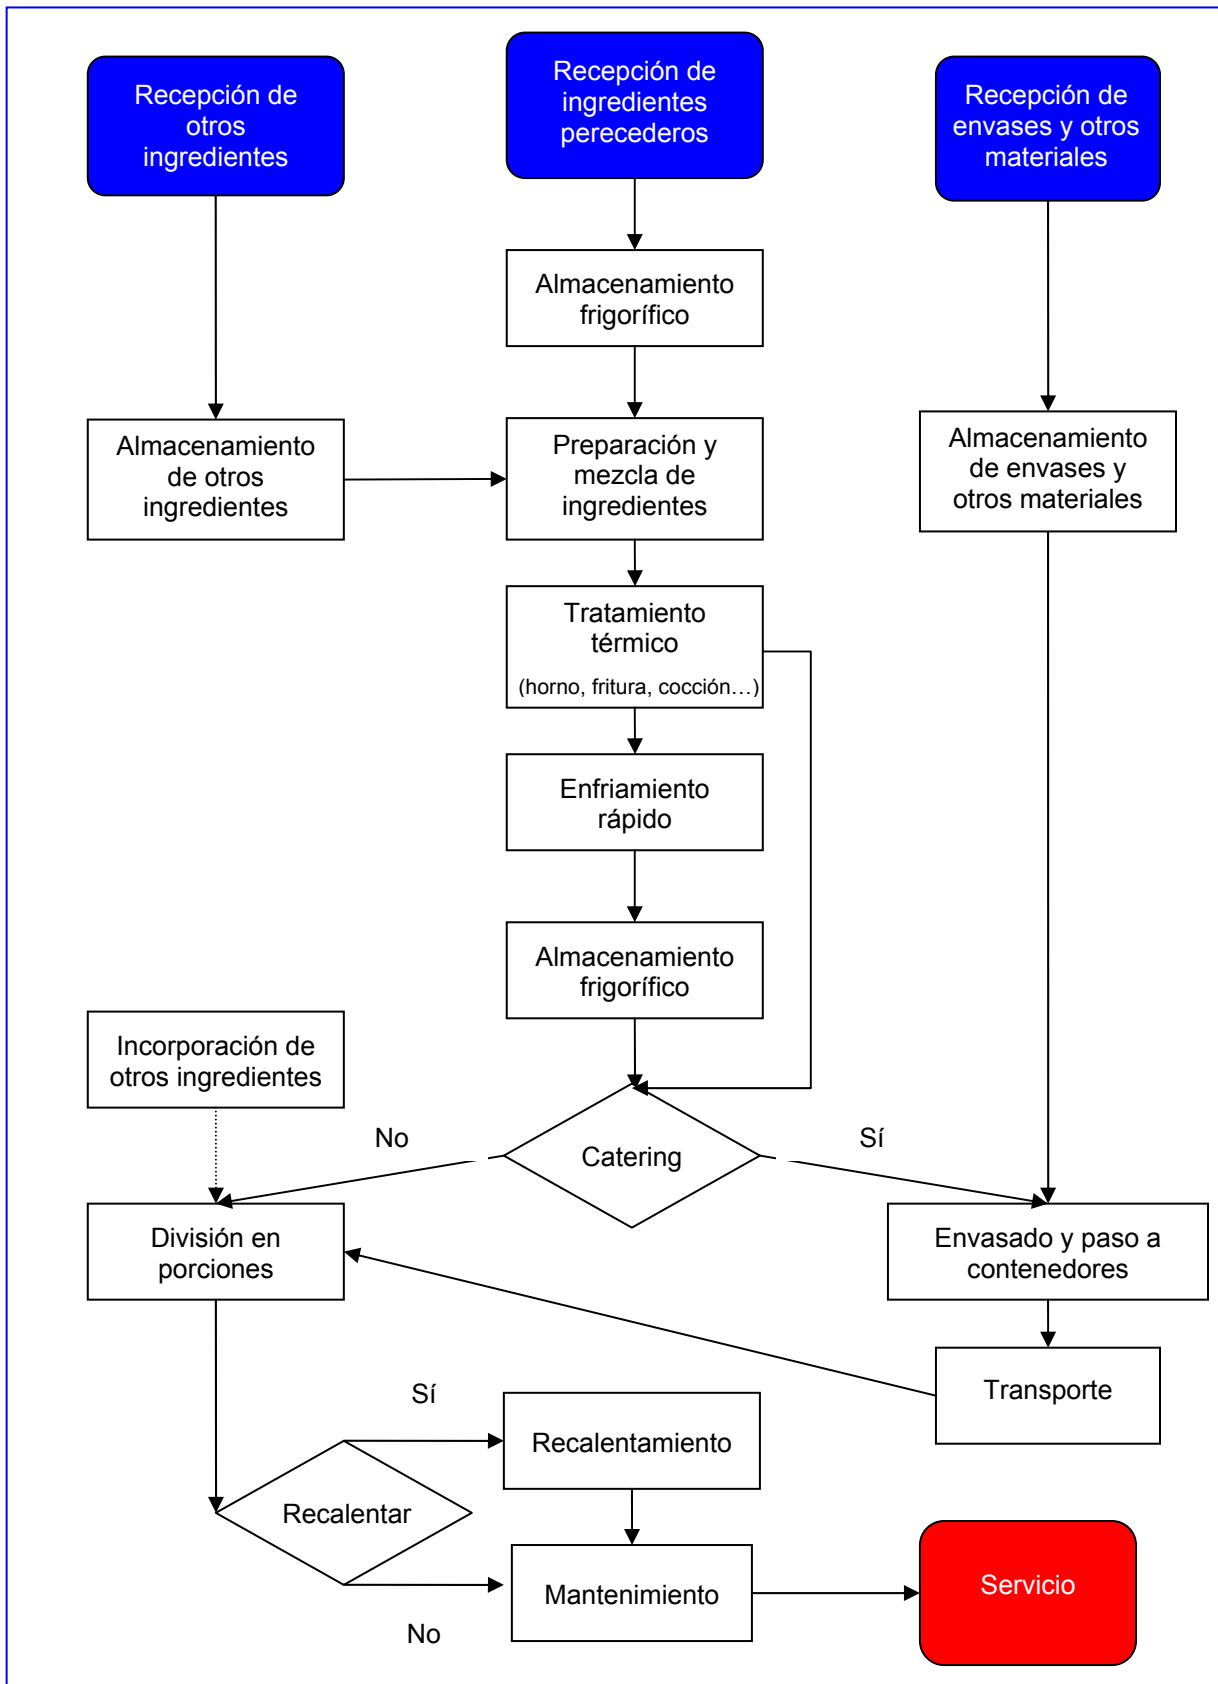 Recepción de
otros
ingredientes
Recepción de
ingredientes
perecederos
Recepción de
envases y otros
materiales
Almacenamiento
frigorífico
Almacenamiento
de otros
ingredientes
Preparación y
mezcla de
ingredientes
Almacenamiento
de envases y
otros materiales
Tratamiento
térmico
(horno, fritura, cocción…)
Enfriamiento
rápido
Almacenamiento
frigorífico
Incorporación de
otros ingredientes
No
Sí
Catering
División en
porciones
Envasado y paso a
contenedores
Transporte
Sí
Recalentamiento
Recalentar
No
Mantenimiento
Servicio